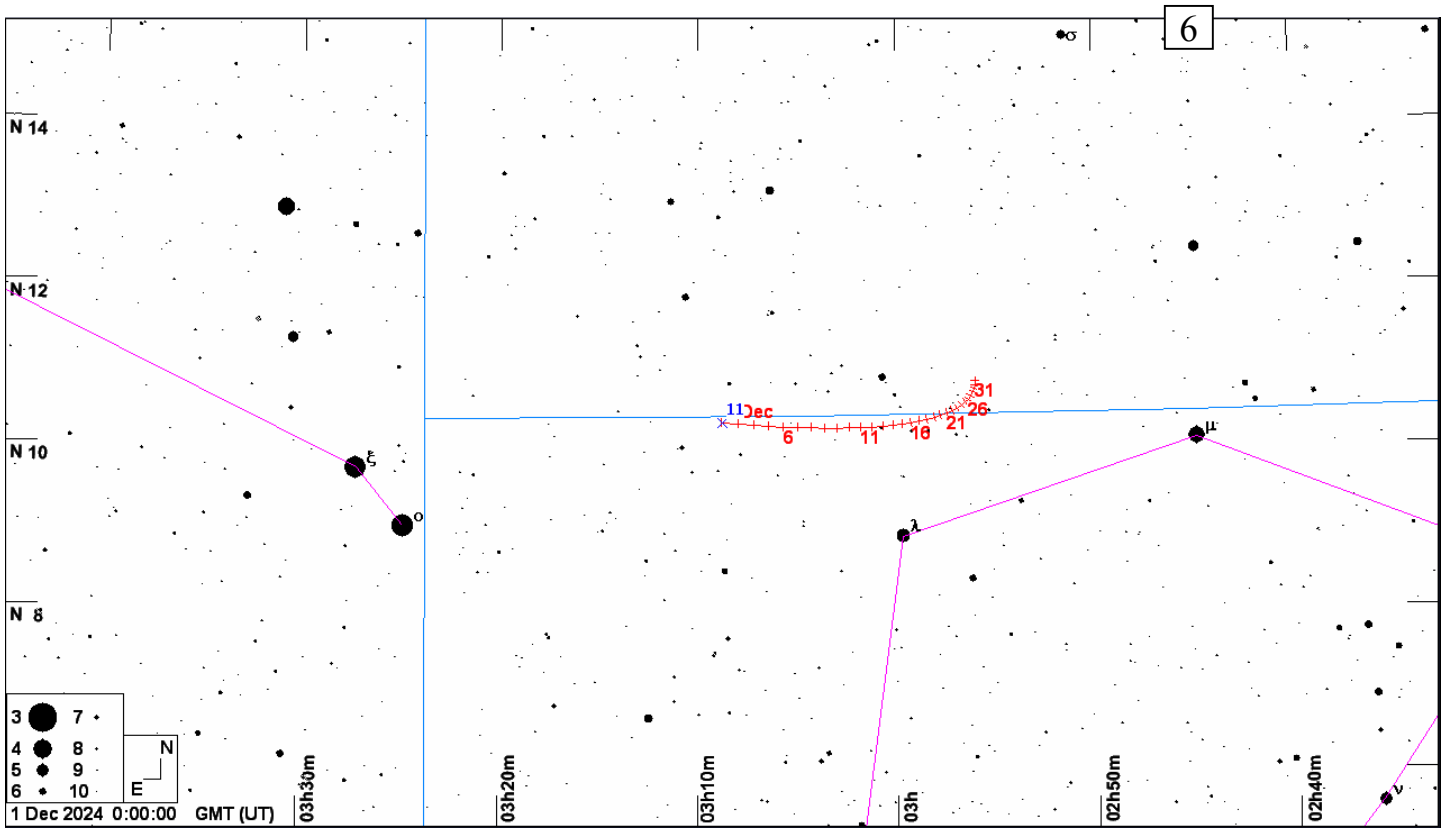 6
σ
N 14
N 12
11 Dec
31
26
21
16
11
6
μ
N 10
ξ
ο
λ
N 8
3 7
4 8
5 9
6 10
N
E
03h30m
03h20m
03h10m
03h
02h50m
02h40m
ν
1 Dec 2024 0:00:00 GMT (UT)